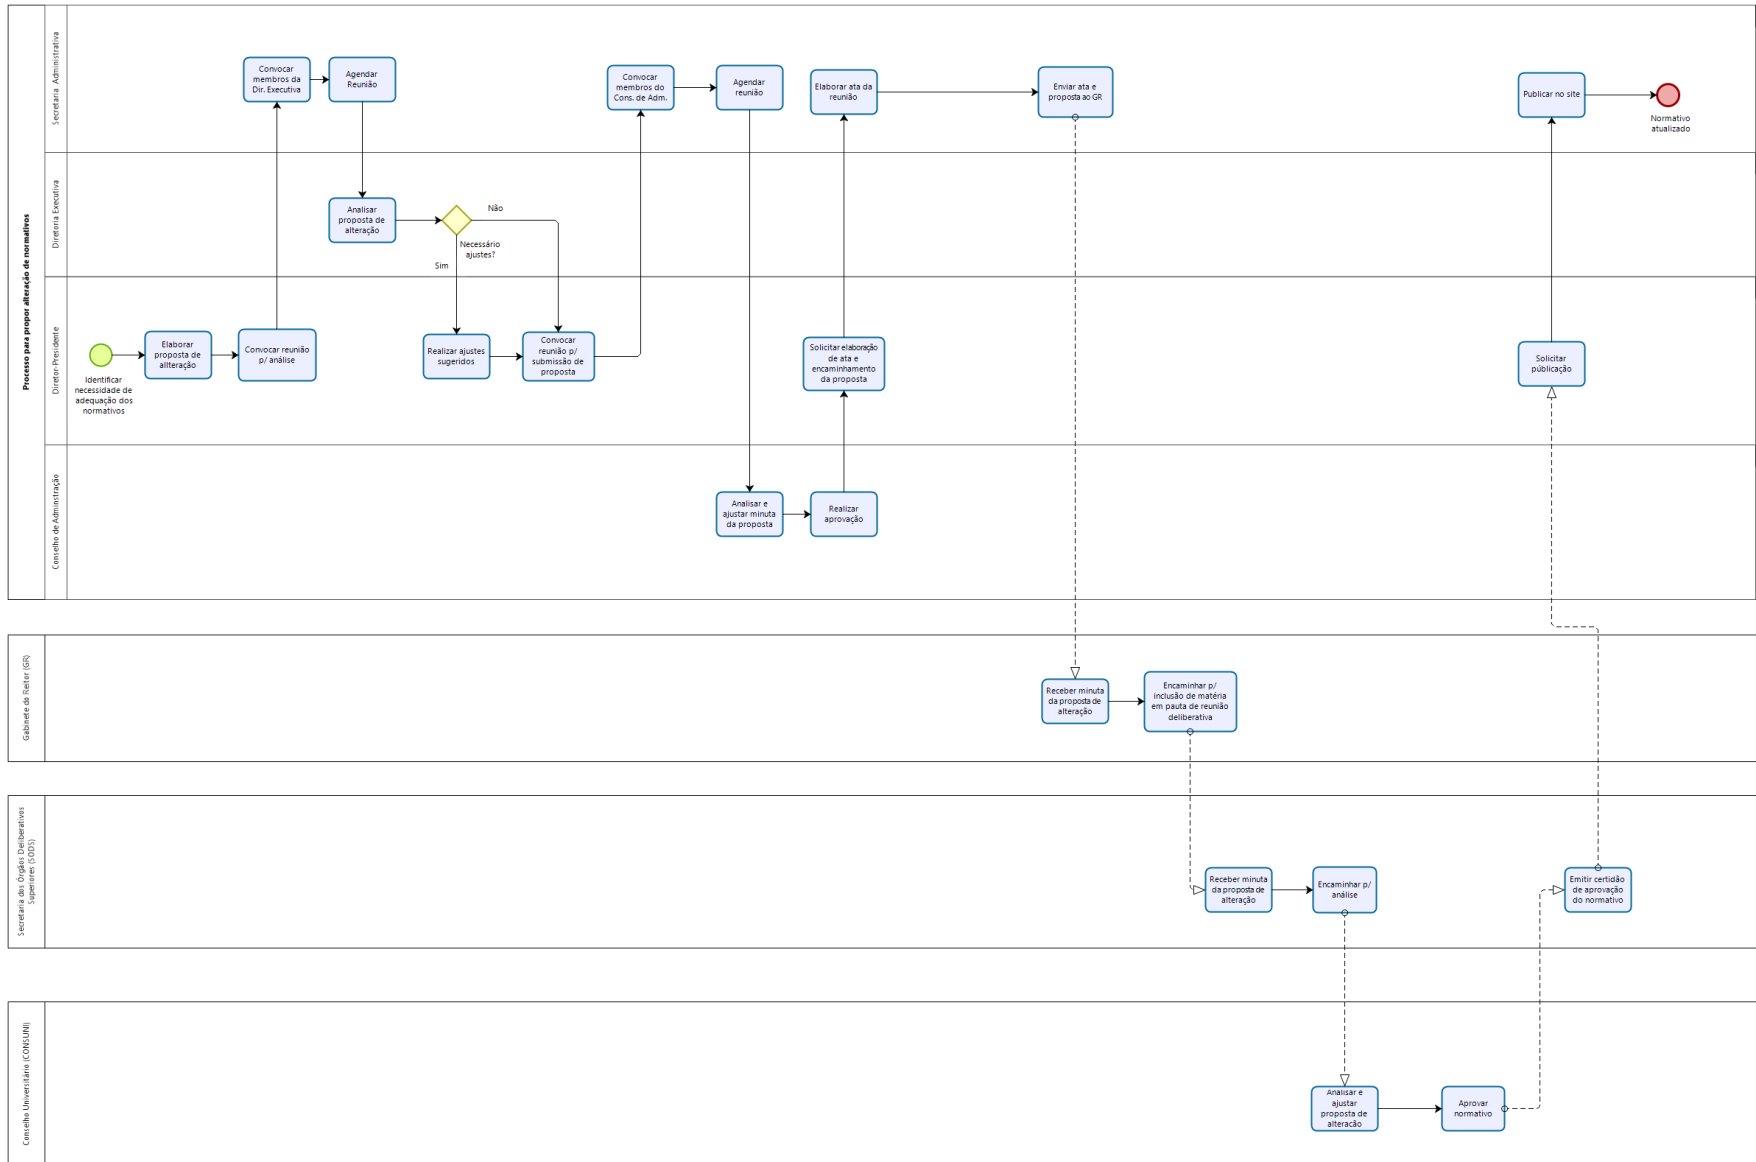 Processo para propor alteração de normativos
Secretaria Administrativa
Convocar
membros da
Dir. Executiva
Agendar
Reunião
Convocar
membros do
Cons. de Adm.
Agendar
reunião
Elaborar ata da
reunião
Enviar ata e
proposta ao GR
Publicar no site
Normativo
atualizado
Diretoria Executiva
Analisar
proposta de
alteração
Não
Necessário
ajustes?
Sim
Diretor-Presidente
Identificar
necessidade de
adequação dos
normativos
Elaborar
proposta de
allteração
Convocar reunião
p/ análise
Realizar ajustes
sugeridos
Convocar
reunião p/
submissão de
proposta
Solicitar elaboração
de ata e
encaminhamento
da proposta
Solicitar
públicação
Conselho de Adminstração
Analisar e
ajustar minuta
da proposta
Realizar
aprovação
Gabinete do Reitor (GR)
Receber minuta
da proposta de
alteração
Encaminhar p/
inclusão de matéria
em pauta de reunião
deliberativa
Secretaria dos Órgãos Deliberativos
Superiores (SODS)
Receber minuta
da proposta de
alteração
Encaminhar p/
análise
Emitir certidão
de aprovação
do normativo
Conselho Universitário (CONSUNI)
Analisar e
ajustar
proposta de
alteração
Aprovar
normativo